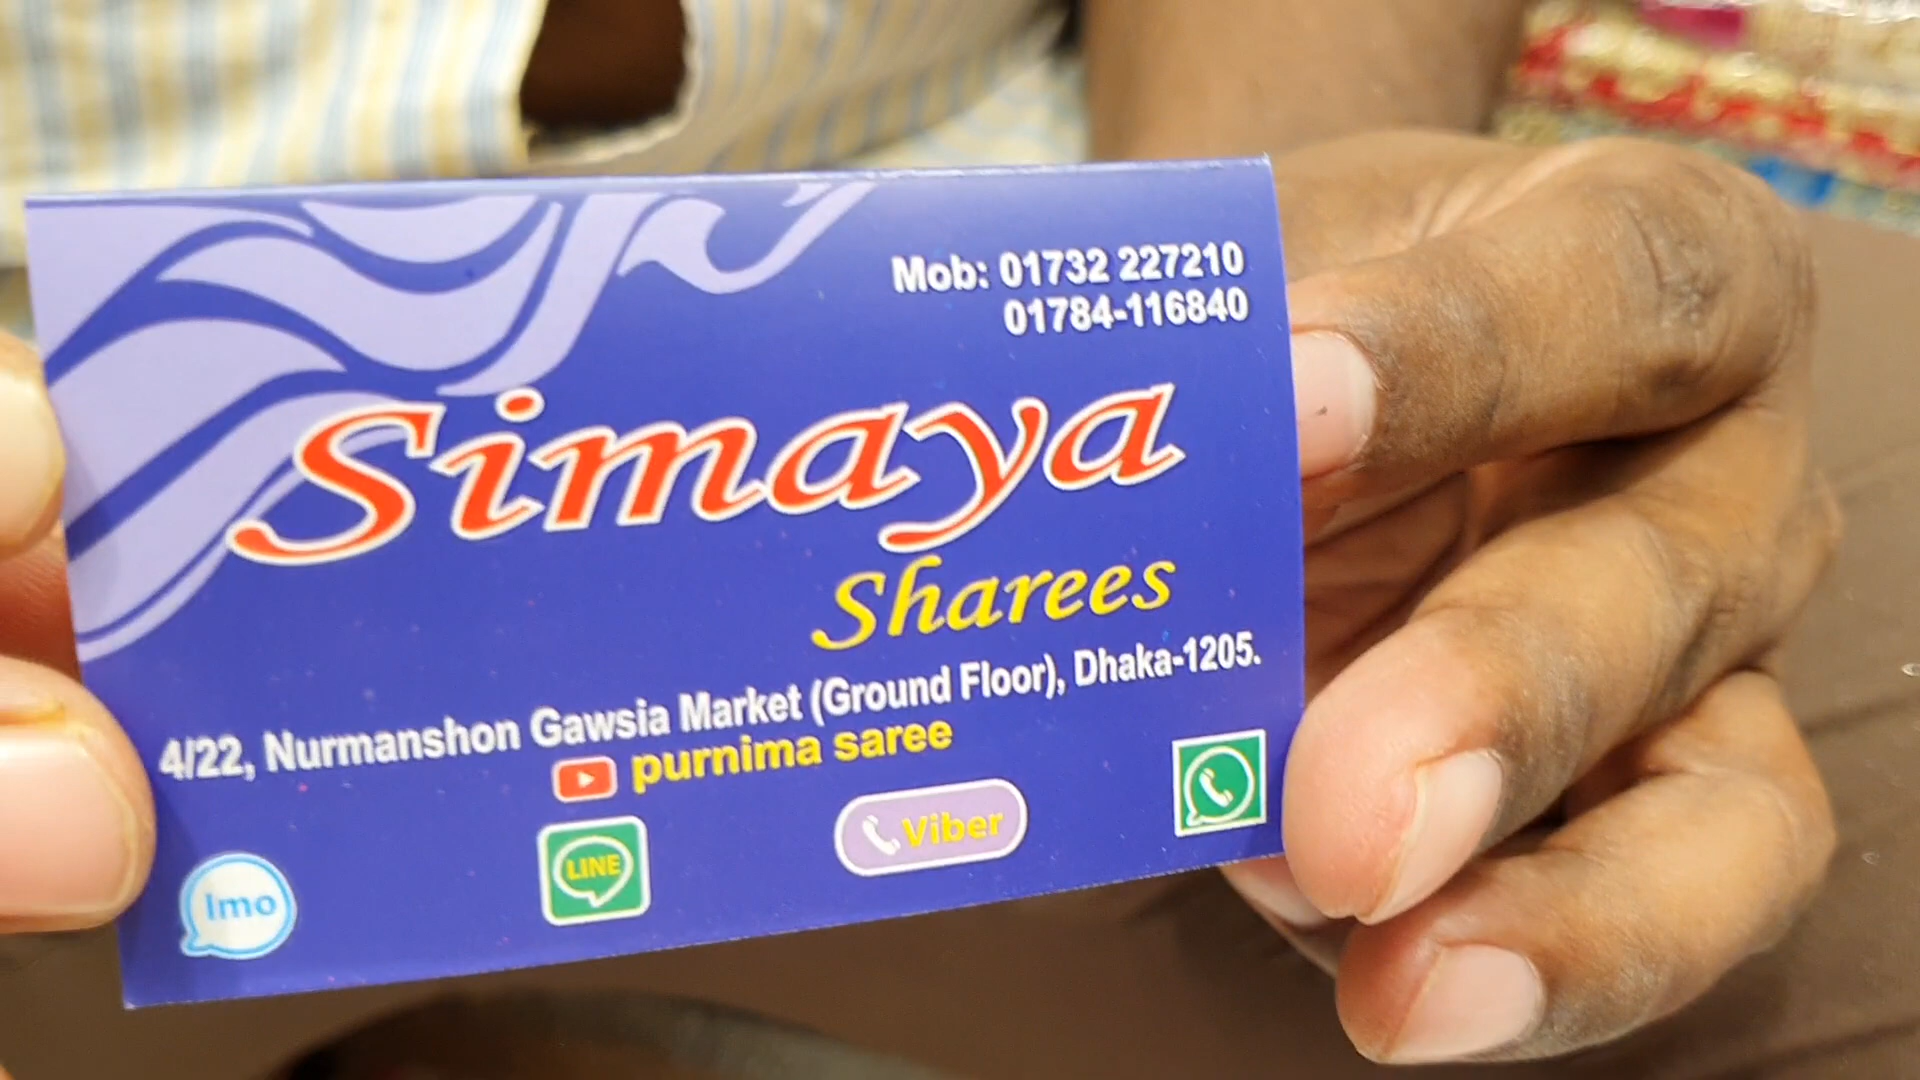 Mob: 01732 227210
01784-116840
Simaya
Sharees
4/22, Nurmanshon Gawsia Market (Ground Floor), Dhaka-1205.
purnima saree
Imo
LINE
Viber